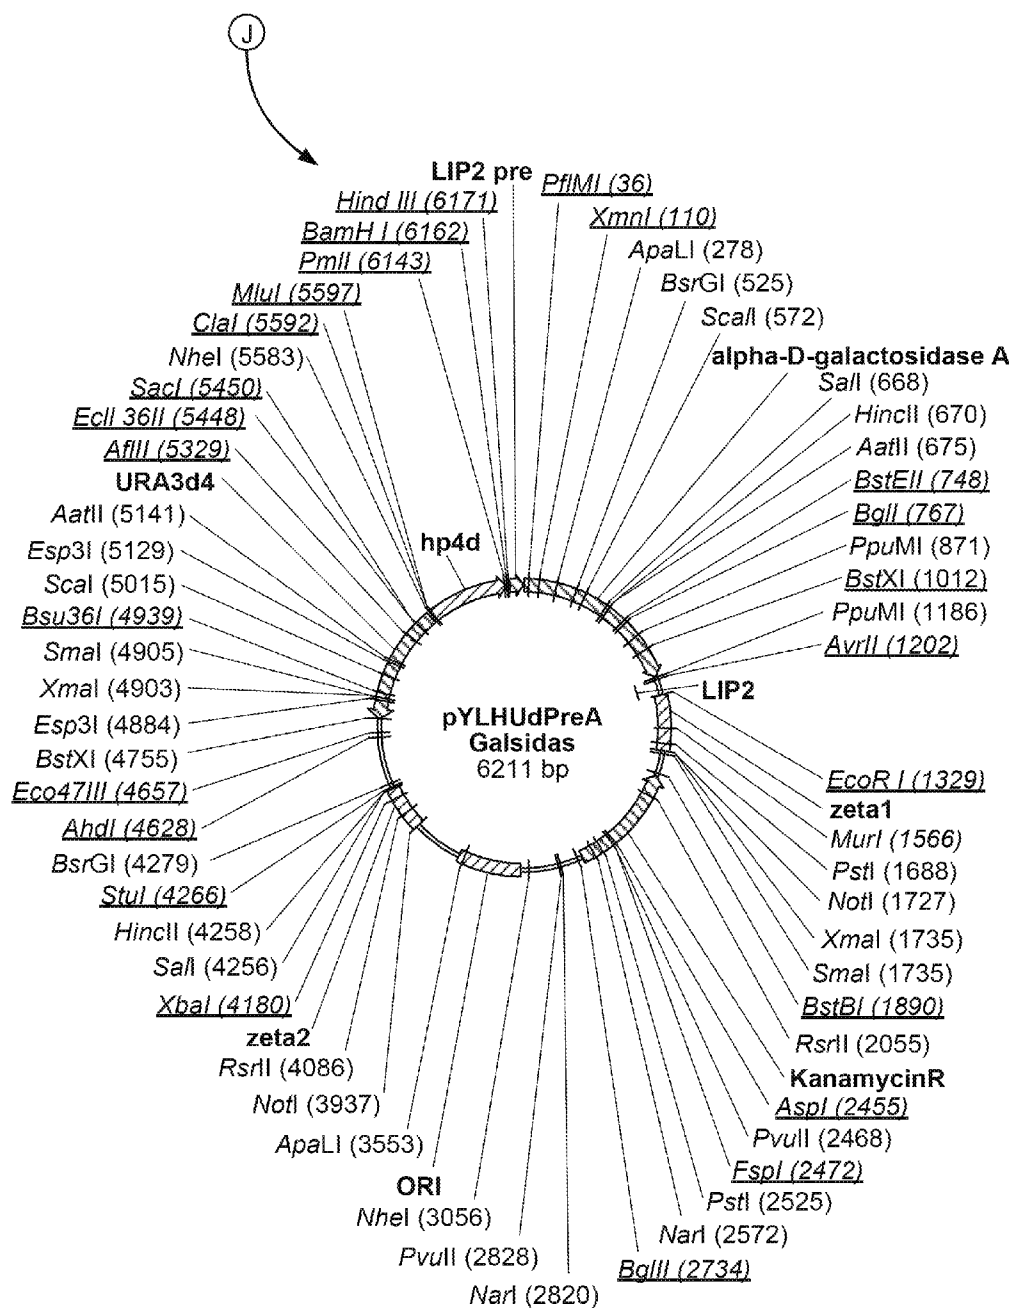 J
LIP2 pre
PflMI (36)
XmnI (110)
ApaLI (278)
BsrGI (525)
ScaII (572)
alpha-D-galactosidase A
SalI (668)
HincII (670)
AatII (675)
BstEII (748)
BglI (767)
PpuMI (871)
BstXI (1012)
PpuMI (1186)
AvrII (1202)
LIP2
EcoR I (1329)
zeta1
MurI (1566)
PstI (1688)
NotI (1727)
XmaI (1735)
SmaI (1735)
BstBI (1890)
RsrII (2055)
KanamycinR
AspI (2455)
PvuII (2468)
FspI (2472)
PstI (2525)
NarI (2572)
BglII (2734)
NarI (2820)
PvuII (2828)
NheI (3056)
ORI
ApaLI (3553)
NotI (3937)
RsrII (4086)
zeta2
XbaI (4180)
SalI (4256)
HincII (4258)
StuI (4266)
BsrGI (4279)
AhdI (4628)
Eco47III (4657)
BstXI (4755)
Esp3I (4884)
XmaI (4903)
SmaI (4905)
Bsu36I (4939)
ScaI (5015)
Esp3I (5129)
AatII (5141)
URA3d4
AflII (5329)
EclI 36II (5448)
SacI (5450)
NheI (5583)
ClaI (5592)
MluI (5597)
PmlI (6143)
BamH I (6162)
Hind III (6171)
hp4d
pYLHUdPreA
Galsidas
6211 bp